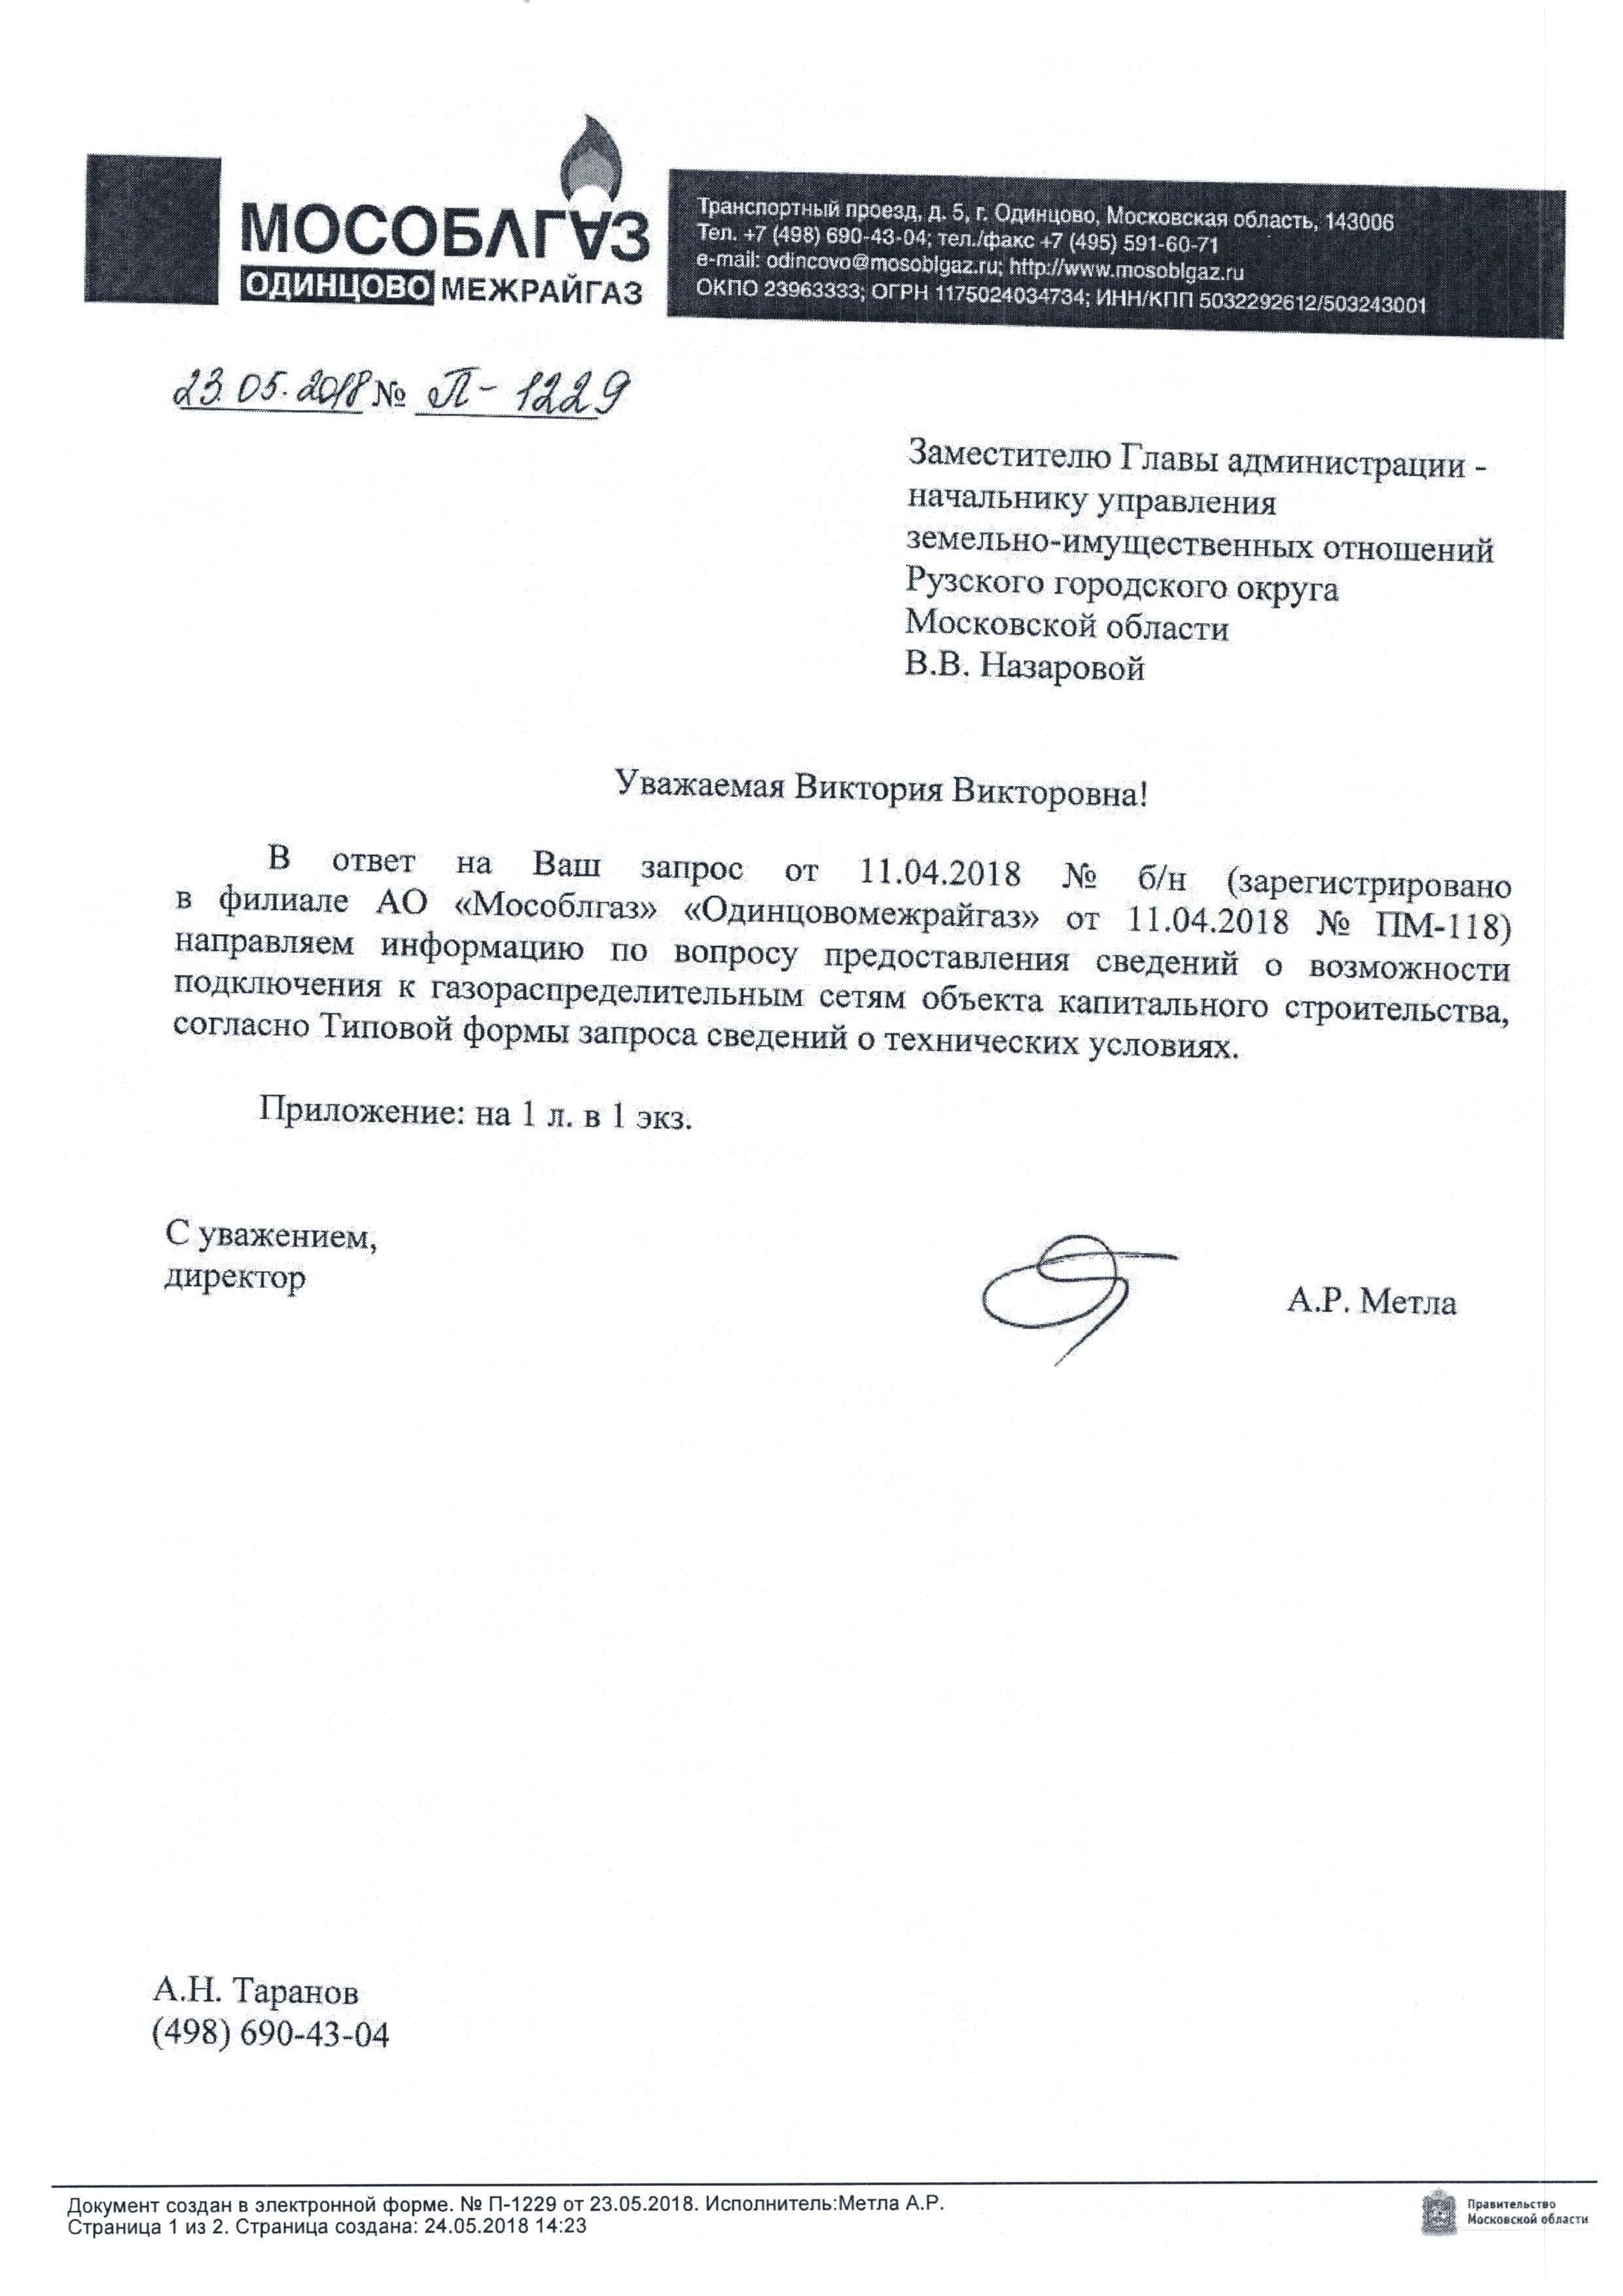 МОСОБЛГАЗ
ОДИНЦОВО МЕЖРАЙГАЗ
Транспортный проезд, д. 5, г. Одинцово, Московская область, 143006
Тел. +7 (498) 690-43-04; тел./факс +7 (495) 591-60-71
e-mail: odincovo@mosoblgaz.ru; http://www.mosoblgaz.ru
ОКПО 23963333; ОГРН 1175024034734; ИНН/КПП 5032292612/503243001
23.05.2018 № П-1229
Заместителю Главы администрации -
начальнику управления
земельно-имущественных отношений
Рузского городского округа
Московской области
В.В. Назаровой
Уважаемая Виктория Викторовна!
В ответ на Ваш запрос от 11.04.2018 № б/н (зарегистрировано
в филиале АО «Мособлгаз» «Одинцовомежрайгаз» от 11.04.2018 № ПМ-118)
направляем информацию по вопросу предоставления сведений о возможности
подключения к газораспределительным сетям объекта капитального строительства,
согласно Типовой формы запроса сведений о технических условиях.
Приложение: на 1 л. в 1 экз.
С уважением,
директор
А.Р. Метла
А.Н. Таранов
(498) 690-43-04
Документ создан в электронной форме. № П-1229 от 23.05.2018. Исполнитель:Метла А.Р.
Страница 1 из 2. Страница создана: 24.05.2018 14:23
Правительство
Московской области